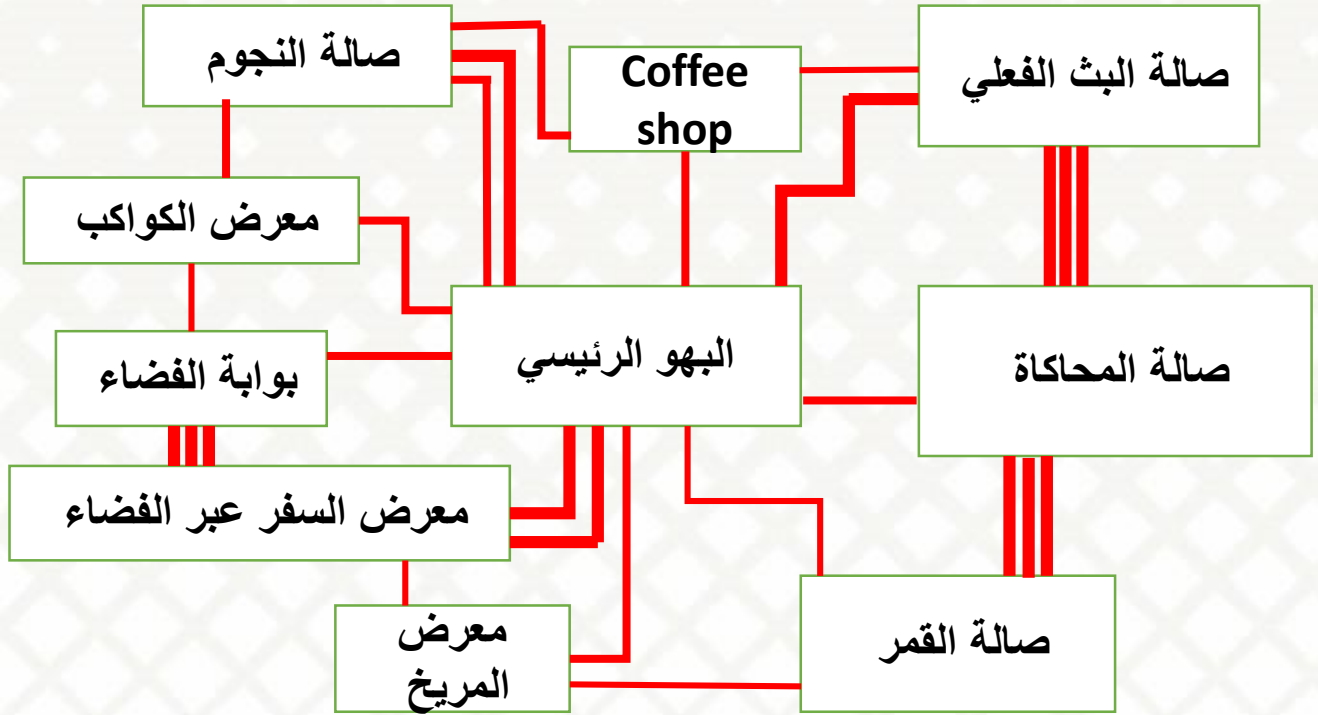 صالة النجوم
Coffee
shop
صالة البث الفعلي
معرض الكواكب
البهو الرئيسي
صالة المحاكاة
بوابة الفضاء
معرض السفر عبر الفضاء
معرض
المريخ
صالة القمر